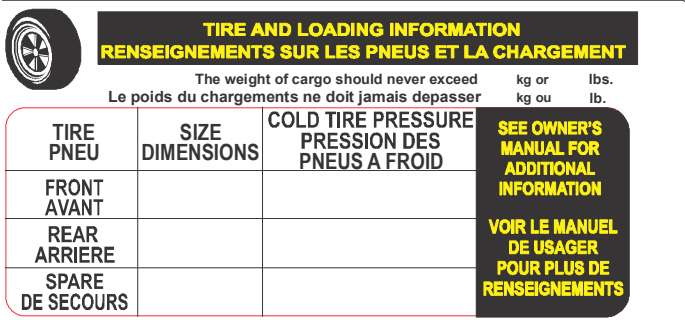 TIRE AND LOADING INFORMATION
RENSEIGNEMENTS SUR LES PNEUS ET LA CHARGEMENT
The weight of cargo should never exceed kg or lbs.
Le poids du chargements ne doit jamais depasser kg ou lb.
TIRE
PNEU
SIZE
DIMENSIONS
COLD TIRE PRESSURE
PRESSION DES
PNEUS A FROID
FRONT
AVANT
REAR
ARRIERE
SPARE
DE SECOURS
SEE OWNER'S
MANUAL FOR
ADDITIONAL
INFORMATION
VOIR LE MANUEL
DE USAGER
POUR PLUS DE
RENSEIGNEMENTS